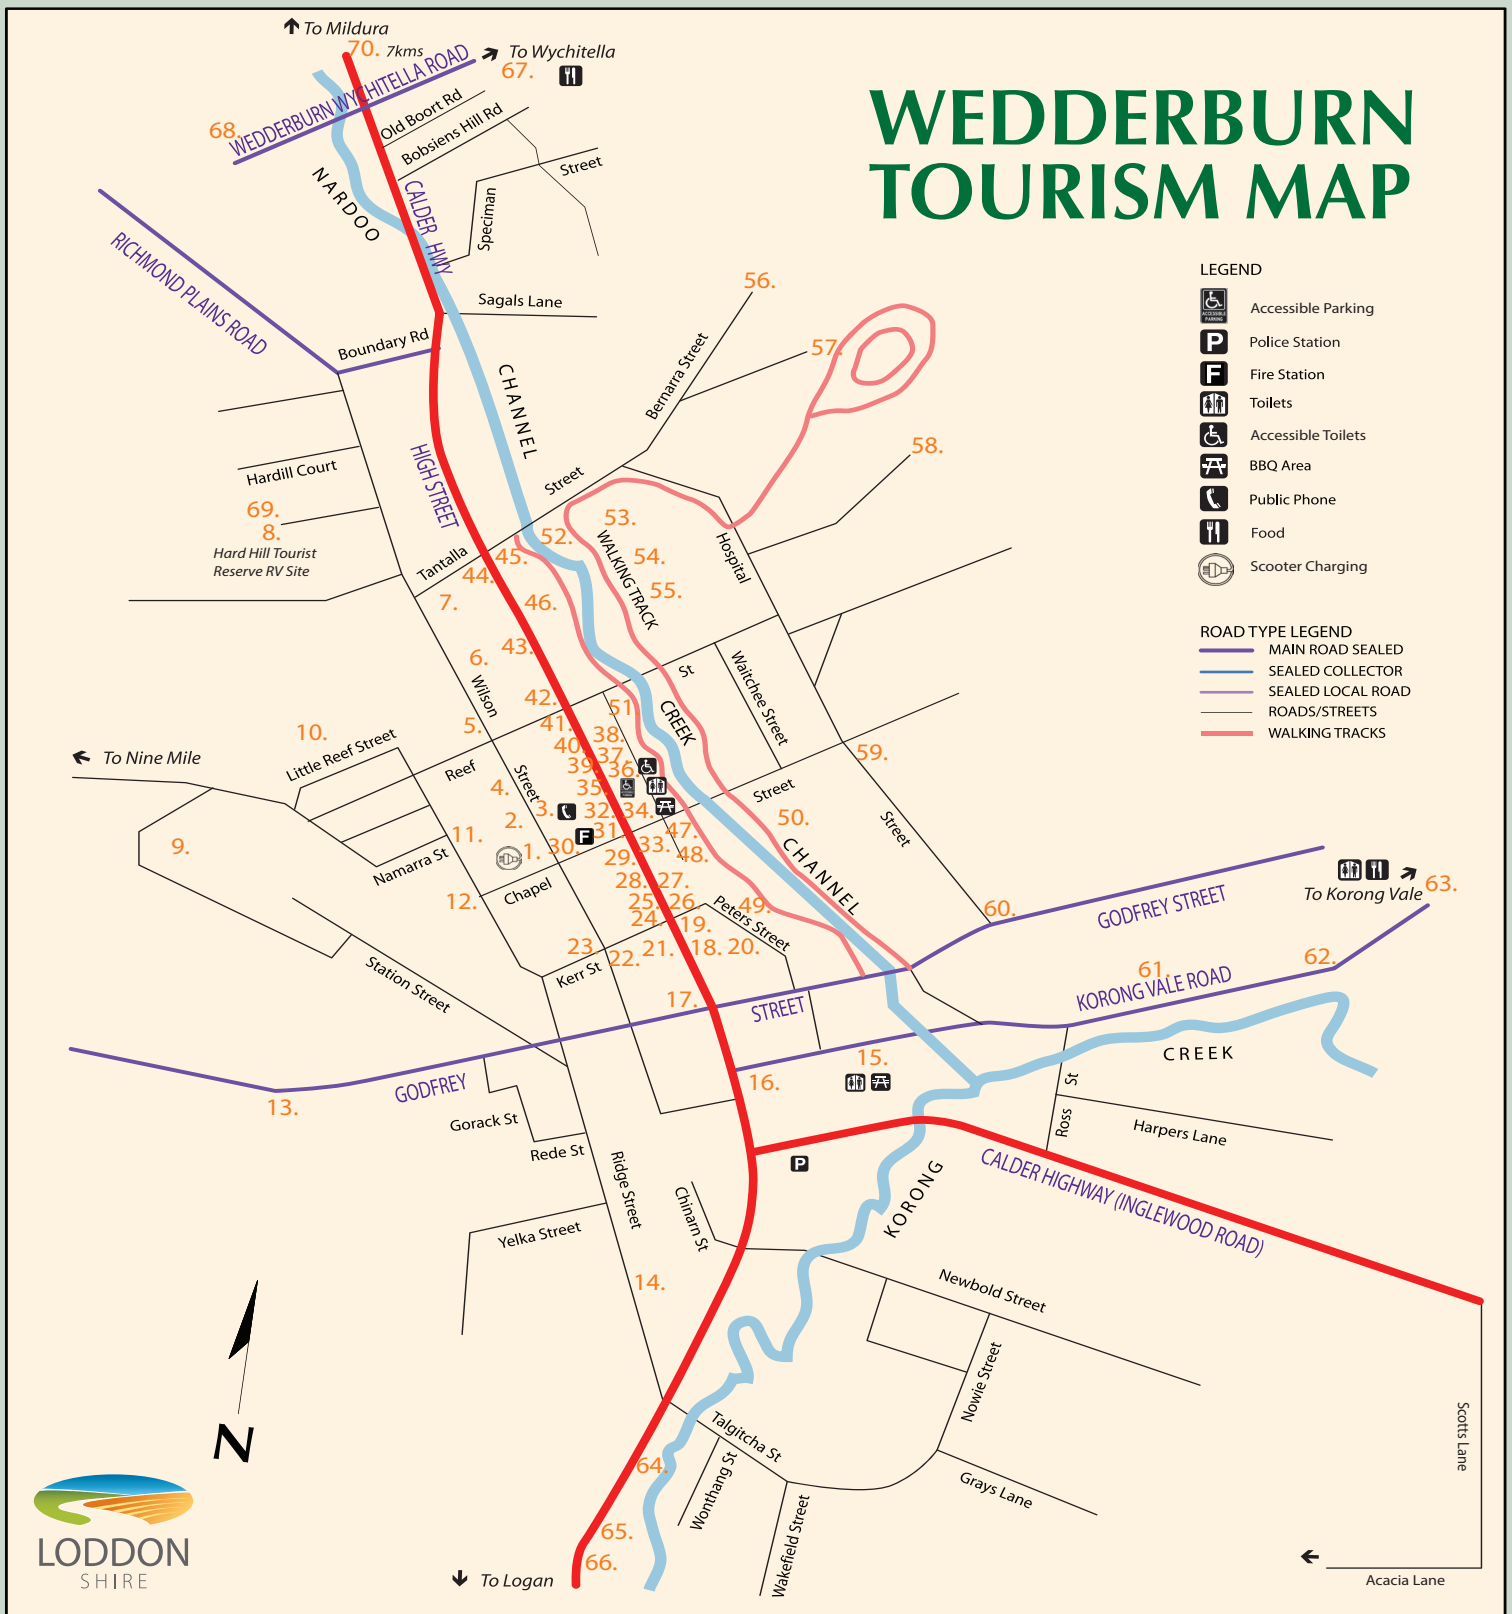 To Mildura
70. 7kms
To Wychitella
67.
WEDDERBURN WYCHITELLA ROAD
68.
Old Boort Rd
Bobsiens Hill Rd
WEDDERBURN
TOURISM MAP
NARDOO
CALDER HWY
Speciman
Street
RICHMOND PLAINS ROAD
Sagals Lane
Boundary Rd
56.
57.
Bernarra Street
CHANNEL
LEGEND
ACCESSIBLE PARKING
Accessible Parking
P Police Station
F Fire Station
Toilets
Accessible Toilets
BBQ Area
Public Phone
Food
Scooter Charging
ROAD TYPE LEGEND
MAIN ROAD SEALED
SEALED COLLECTOR
SEALED LOCAL ROAD
ROADS/STREETS
WALKING TRACKS
HIGH STREET
Hardill Court
58.
Street
69.
8.
Hard Hill Tourist
Reserve RV Site
53.
52.
54.
55.
WALKING TRACK
Hospital
Tantalla
45.
44.
46.
7.
43.
6.
Wilson
St
Waitchee Street
42.
51.
CREEK
5.
41.
38.
10.
Little Reef Street
To Nine Mile
40.
37.
59.
39.
36.
Reef
Street
4.
35.
Street
3.
32.
34.
50.
2.
F
31.
47.
Street
9.
11.
1.
30.
33.
29.
48.
CHANNEL
Namarra St
Chapel
28.
27.
12.
25.
26.
49.
Peters Street
24.
19.
60.
GODFREY STREET
To Korong Vale
63.
23.
22.
21.
18.
20.
Kerr St
62.
61.
KORONG VALE ROAD
Station Street
17.
STREET
CREEK
15.
16.
GODFREY
13.
Gorack St
Rede St
St
Ross
Harpers Lane
P
Ridge Street
Chinarn St
KORONG
CALDER HIGHWAY (INGLEWOOD ROAD)
Yelka Street
14.
Newbold Street
Nowie Street
N
Talgitcha St
Wonthang St
Wakefield Street
Grays Lane
Scotts Lane
64.
65.
66.
LODDON
SHIRE
To Logan
Acacia Lane